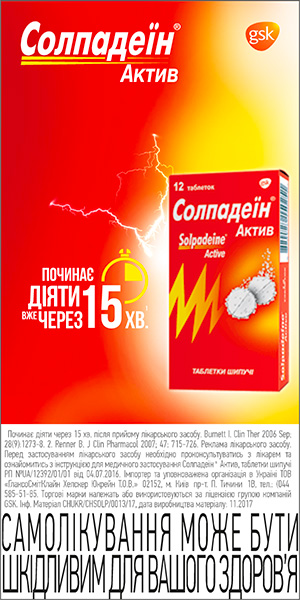 Солпадеїн®
Актив
gsk
12 таблеток
Солпадеїн®
Актив
Solpadeine®
Active
ТАБЛЕТКИ ШИПУЧІ
Solpadeine®
Active
ПОЧИНАЄ
ДІЯТИ
ВЖЕ ЧЕРЕЗ 15 ХВ.
Починає діяти через 15 хв. після прийому лікарського засобу. Burnett I. Clin Ther 2006 Sep;
28(9):1273-8. 2. Renner B. J Clin Pharmacol 2007; 47: 715-726. Реклама лікарського засобу.
Перед застосуванням лікарського засобу необхідно проконсультуватись з лікарем та
ознайомитись з інструкцією для медичного застосування Солпадеїн® Актив, таблетки шипучі
РП №UA/12392/01/01 від 04.07.2016. Імпортер та уповноважена організація в Україні ТОВ
«ГлаксоСмітКляйн Хелскер Юкрейн Т.О.В.» 02152, м. Київ пр-т. П. Тичини 1В, тел.: (044)
585-51-85. Торгові марки належать або використовуються за ліцензією групою компаній
GSK. Інф. Матеріал CHUKR/CHSOLP/0013/17, дата виробництва матеріалу: 11.2017
САМОЛІКУВАННЯ МОЖЕ БУТИ
ШКІДЛИВИМ ДЛЯ ВАШОГО ЗДОРОВ'Я